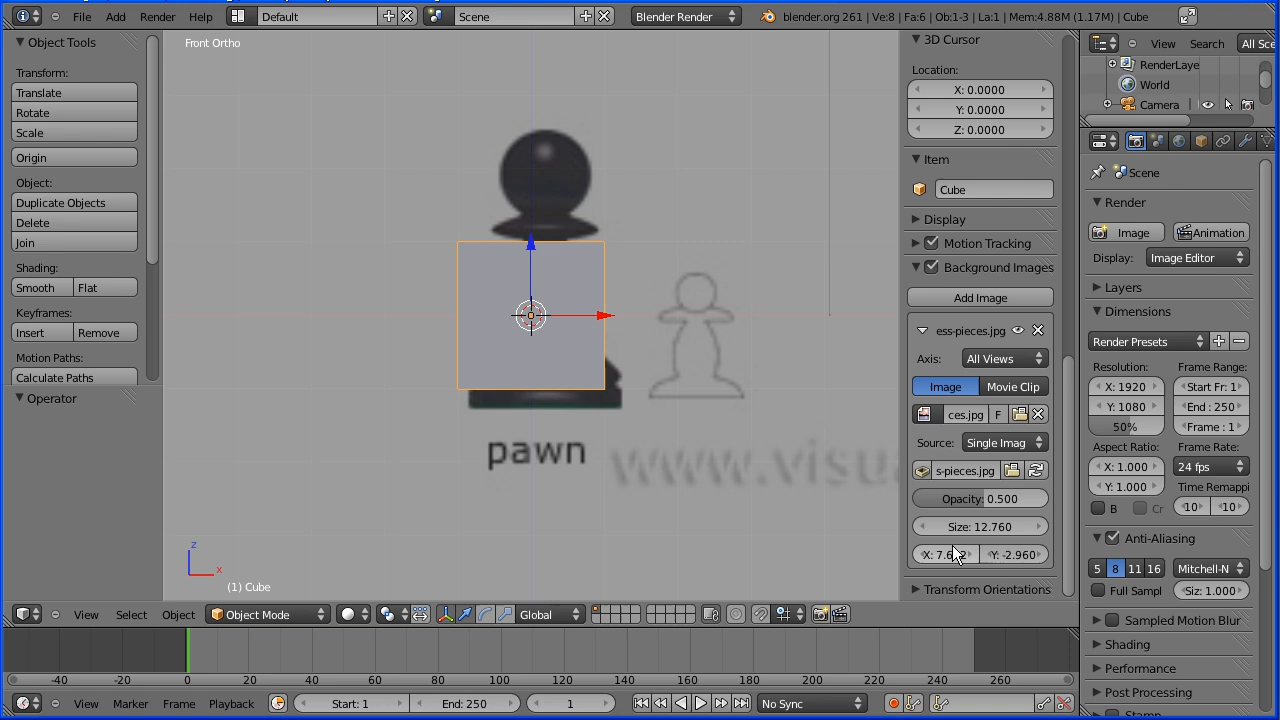 File Add Render Help Default Scene Blender Render blender.org 261 | Ve:8 | Fa:6 | Ob:1-3 | La:1 | Mem:4.88M (1.17M) | Cube
Object Tools
Transform:
Translate
Rotate
Scale
Origin
Object:
Duplicate Objects
Delete
Join
Shading:
Smooth Flat
Keyframes:
Insert Remove
Motion Paths:
Calculate Paths
Operator
Front Ortho
pawn
www.visua
z
x
(1) Cube
3D Cursor
Location:
X: 0.0000
Y: 0.0000
Z: 0.0000
Item
Cube
Display
Motion Tracking
Background Images
Add Image
ess-pieces.jpg
Axis: All Views
Image Movie Clip
ces.jpg F
Source: Single Imag
s-pieces.jpg
Opacity: 0.500
Size: 12.760
Y: -2.960
Transform Orientations
View Search All Sce
RenderLaye
World
Camera
Scene
Render
Image Animation
Display: Image Editor
Layers
Dimensions
Render Presets
Resolution: Frame Range:
X: 1920 Start Fr: 1
Y: 1080 End : 250
50% Frame : 1
Aspect Ratio: Frame Rate:
X: 1.000 24 fps
Y: 1.000 Time Remappi
B Cr 10 10
Anti-Aliasing
5 8 11 16 Mitchell-N
Full Sampl Siz: 1.000
Sampled Motion Blur
Shading
Performance
Post Processing
View Select Object Object Mode Global
-40 -20 0 20 40 60 80 100 120 140 160 180 200 220 240 260
View Marker Frame Playback Start: 1 End: 250 1 No Sync